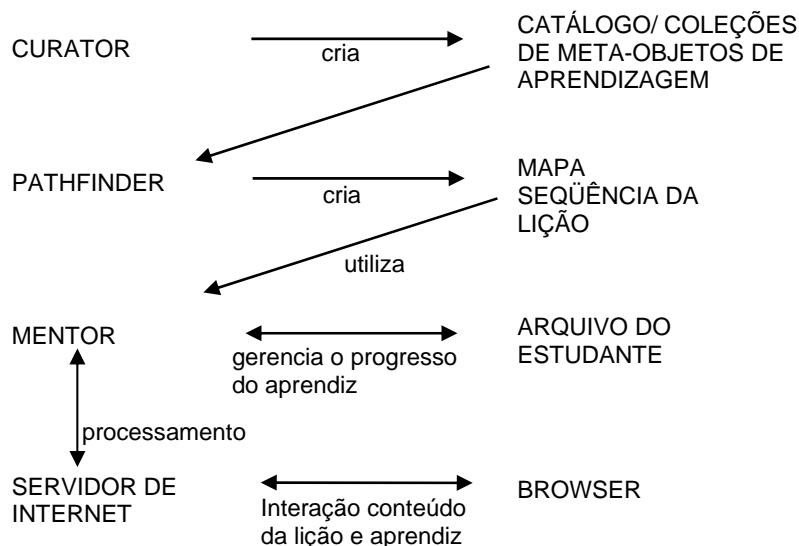 CURATOR
cria
CATÁLOGO/ COLEÇÕES
DE META-OBJETOS DE
APRENDIZAGEM
PATHFINDER
cria
MAPA
SEQÜÊNCIA DA
LIÇÃO
utiliza
MENTOR
gerencia o progresso
do aprendiz
ARQUIVO DO
ESTUDANTE
processamento
SERVIDOR DE
INTERNET
Interação conteúdo
da lição e aprendiz
BROWSER